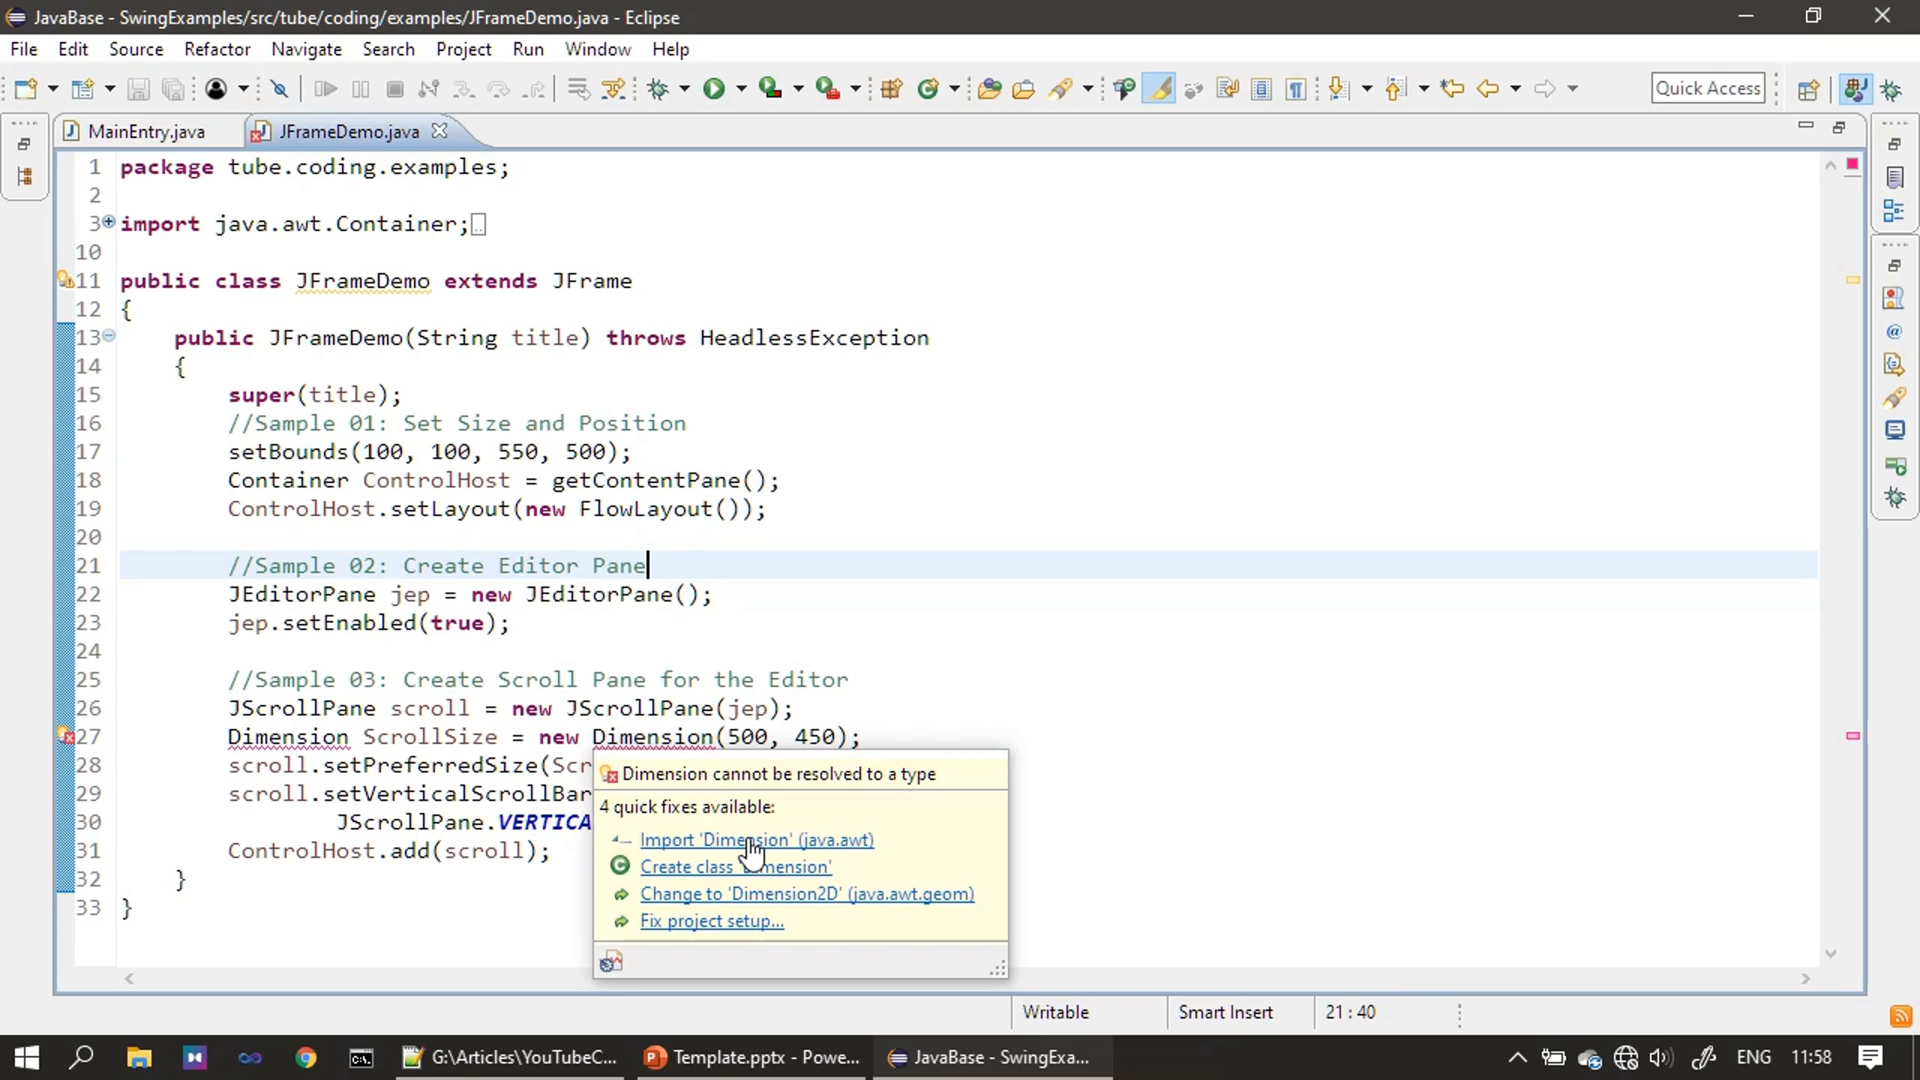 JavaBase - SwingExamples/src/tube/coding/examples/JFrameDemo.java - Eclipse
File Edit Source Refactor Navigate Search Project Run Window Help
Quick Access
MainEntry.java JFrameDemo.java
1 package tube.coding.examples;
2
3 import java.awt.Container;
10
11 public class JFrameDemo extends JFrame
12 {
13 public JFrameDemo(String title) throws HeadlessException
14 {
15 super(title);
16 //Sample 01: Set Size and Position
17 setBounds(100, 100, 550, 500);
18 Container ControlHost = getContentPane();
19 ControlHost.setLayout(new FlowLayout());
20
21 //Sample 02: Create Editor Pane
22 JEditorPane jep = new JEditorPane();
23 jep.setEnabled(true);
24
25 //Sample 03: Create Scroll Pane for the Editor
26 JScrollPane scroll = new JScrollPane(jep);
27 Dimension ScrollSize = new Dimension(500, 450);
28 scroll.setPreferredSize(Scr
29 scroll.setVerticalScrollBar
30 JScrollPane.VERTICA
31 ControlHost.add(scroll);
32 }
33 }
Dimension cannot be resolved to a type
4 quick fixes available:
Import 'Dimension' (java.awt)
Create class 'Dimension'
Change to 'Dimension2D' (java.awt.geom)
Fix project setup...
Writable Smart Insert 21 : 40
G:\Articles\YouTubeC... Template.pptx - Powe... JavaBase - SwingExa... ENG 11:58